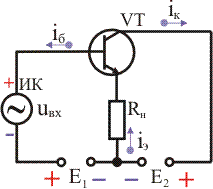 iб VT iк
+
ИК
uвх
−
Rн
iэ
+ E1 − − E2 +